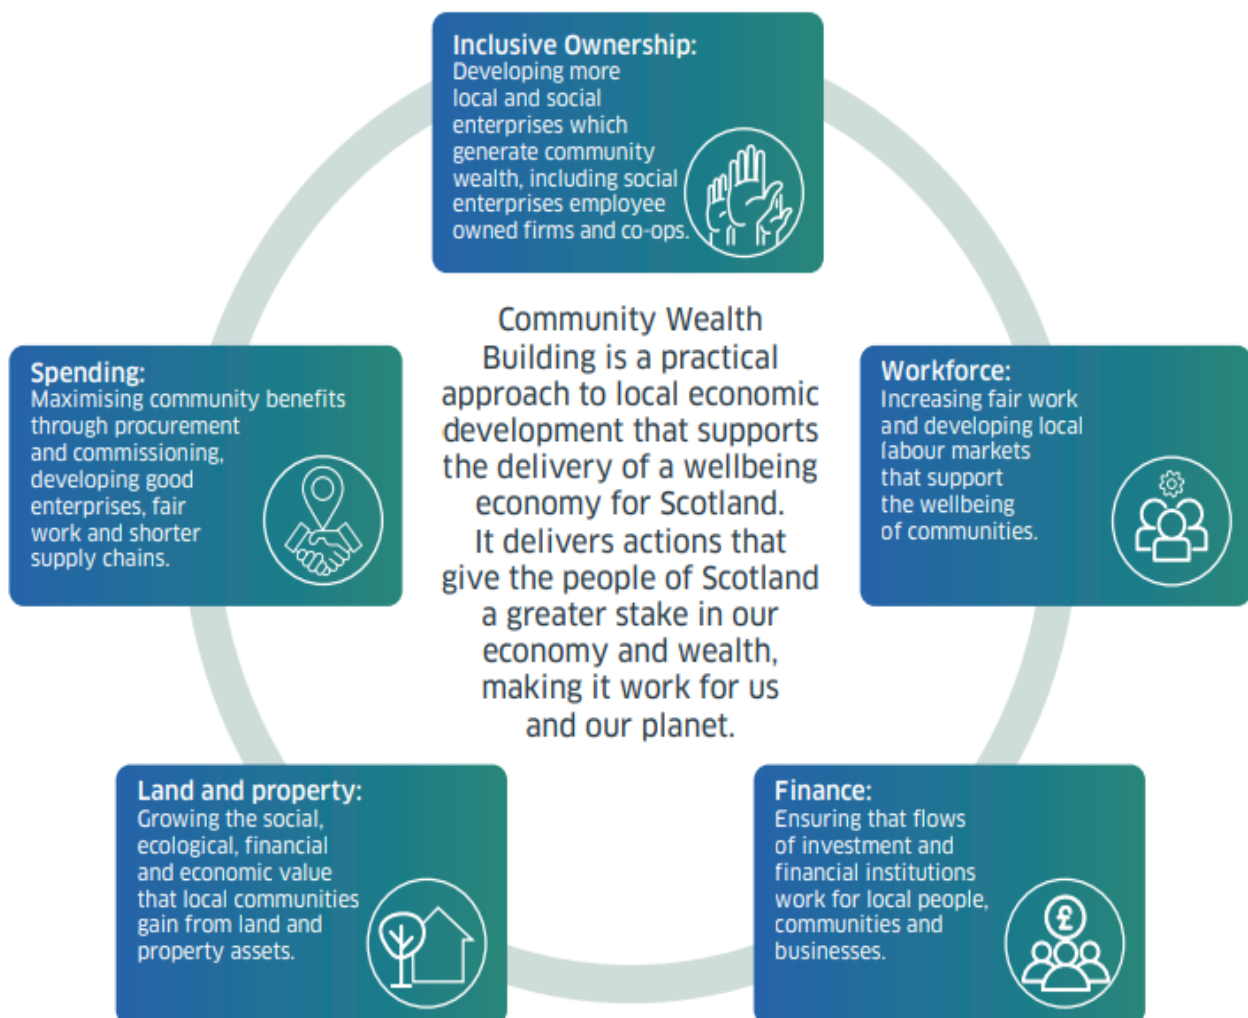 Inclusive Ownership:
Developing more
local and social
enterprises which
generate community
wealth, including social
enterprises employee
owned firms and co-ops.
Spending:
Maximising community benefits
through procurement
and commissioning,
developing good
enterprises, fair
work and shorter
supply chains.
Community Wealth
Building is a practical
approach to local economic
development that supports
the delivery of a wellbeing
economy for Scotland.
It delivers actions that
give the people of Scotland
a greater stake in our
economy and wealth,
making it work for us
and our planet.
Workforce:
Increasing fair work
and developing local
labour markets
that support
the wellbeing
of communities.
Land and property:
Growing the social,
ecological, financial
and economic value
that local communities
gain from land and
property assets.
Finance:
Ensuring that flows
of investment and
financial institutions
work for local people,
communities and
businesses.
£